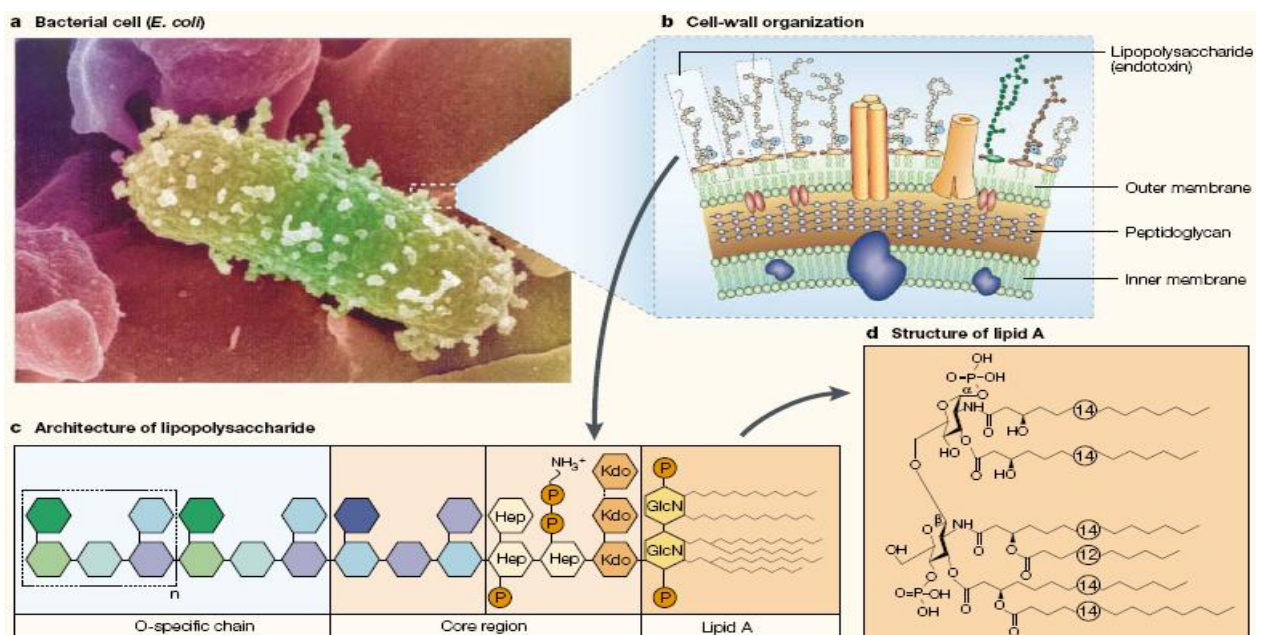 a Bacterial cell (E. coli)
b Cell-wall organization
Lipopolysaccharide
(endotoxin)
Outer membrane
Peptidoglycan
Inner membrane
c Architecture of lipopolysaccharide
NH3+
Kdo
P
P
P
Hep
Kdo
GlcN
Hep
Hep
Kdo
GlcN
n
P
P
O-specific chain
Core region
Lipid A
d Structure of lipid A
OH
O=P-OH
O
α
O
O
NH
14
O
HO
HO
O
O
14
O
HO
O
β
NH
14
O
O
12
OH
O
O
O
O
14
O=P-OH
OH
O
O
14
O